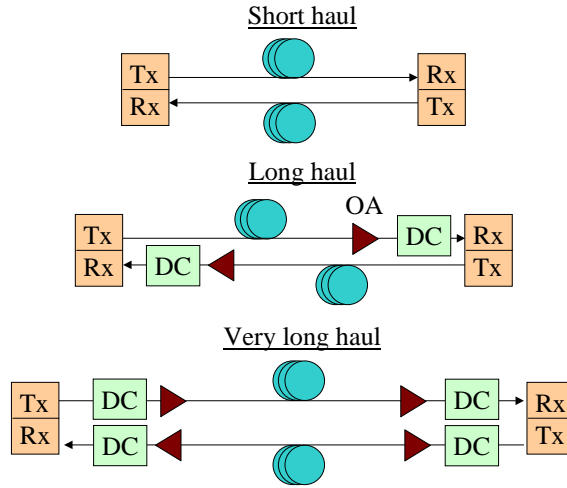 Short haul
Tx Rx
Rx Tx
Long haul
OA
Tx DC Rx
Rx DC Tx
Very long haul
Tx DC DC Rx
Rx DC DC Tx